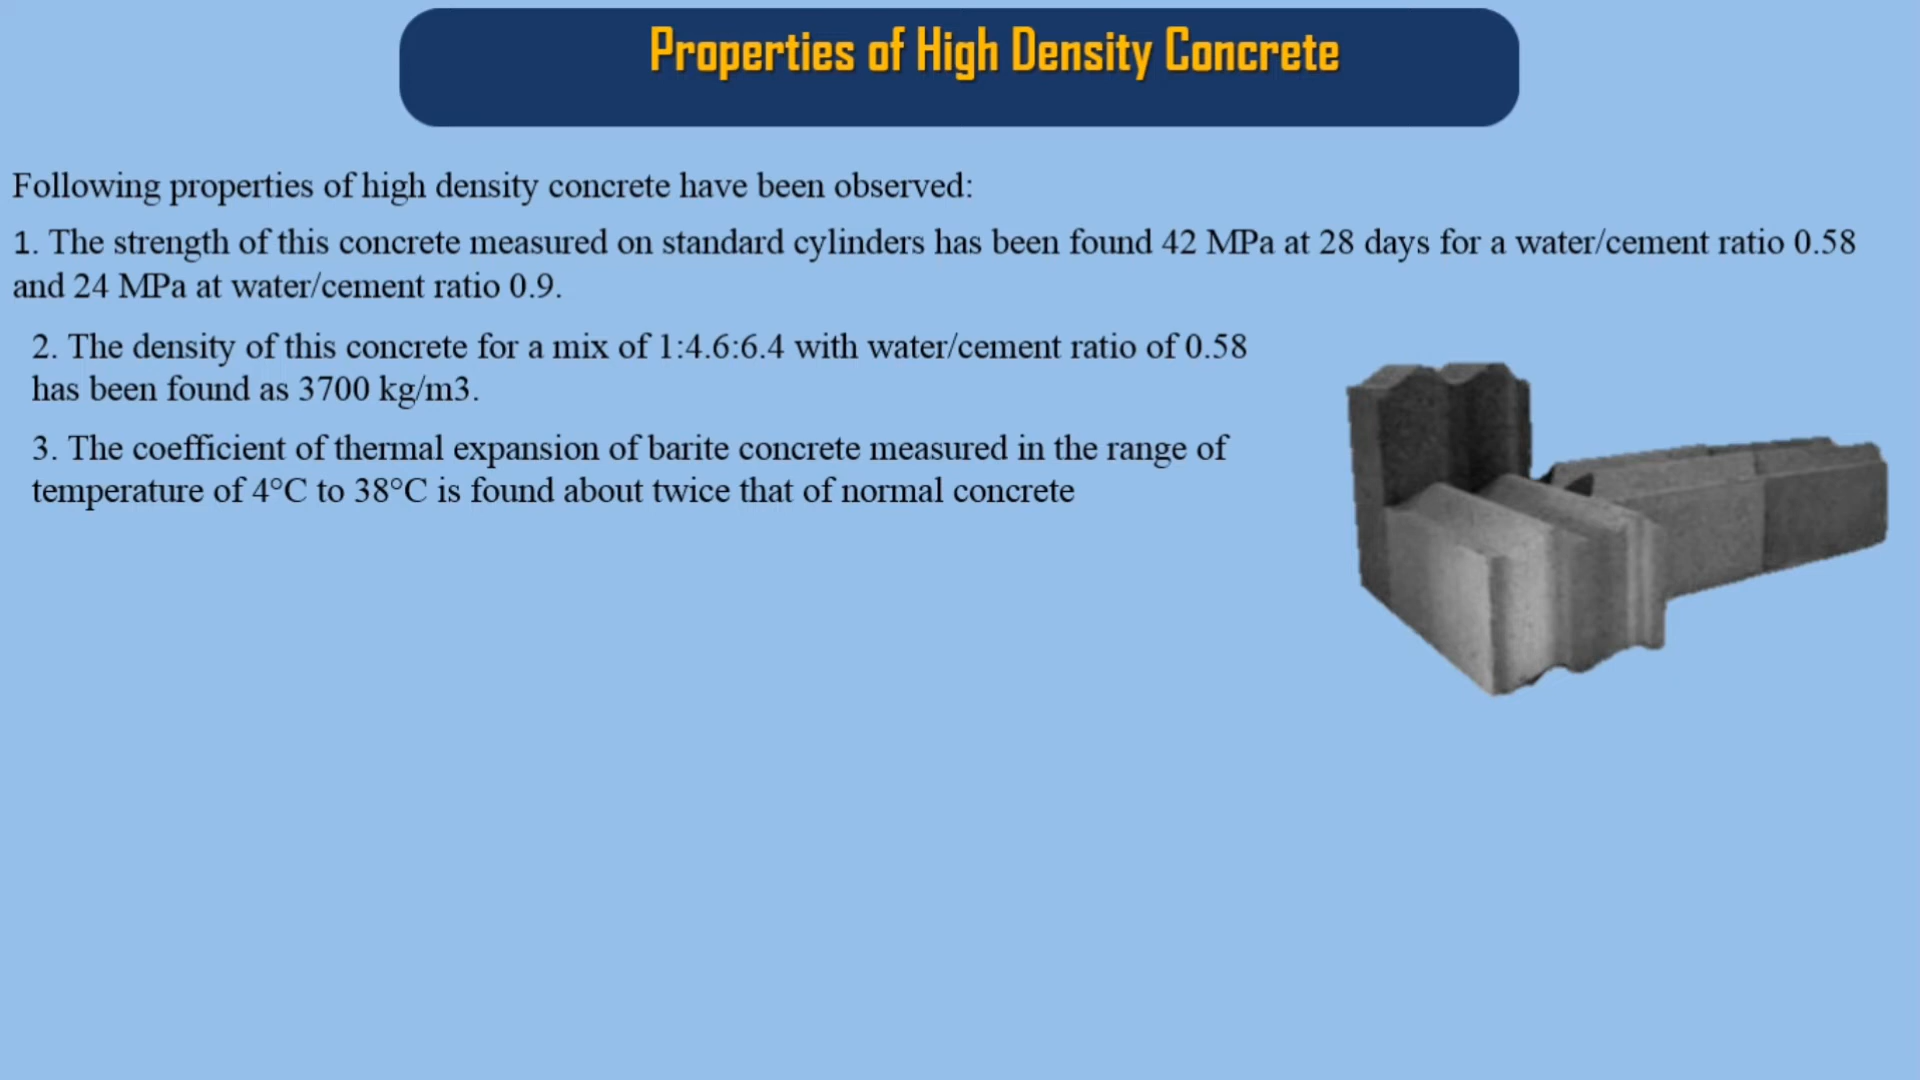 Properties of High Density Concrete
Following properties of high density concrete have been observed:
1. The strength of this concrete measured on standard cylinders has been found 42 MPa at 28 days for a water/cement ratio 0.58
and 24 MPa at water/cement ratio 0.9.
2. The density of this concrete for a mix of 1:4.6:6.4 with water/cement ratio of 0.58
has been found as 3700 kg/m3.
3. The coefficient of thermal expansion of barite concrete measured in the range of
temperature of 4°C to 38°C is found about twice that of normal concrete